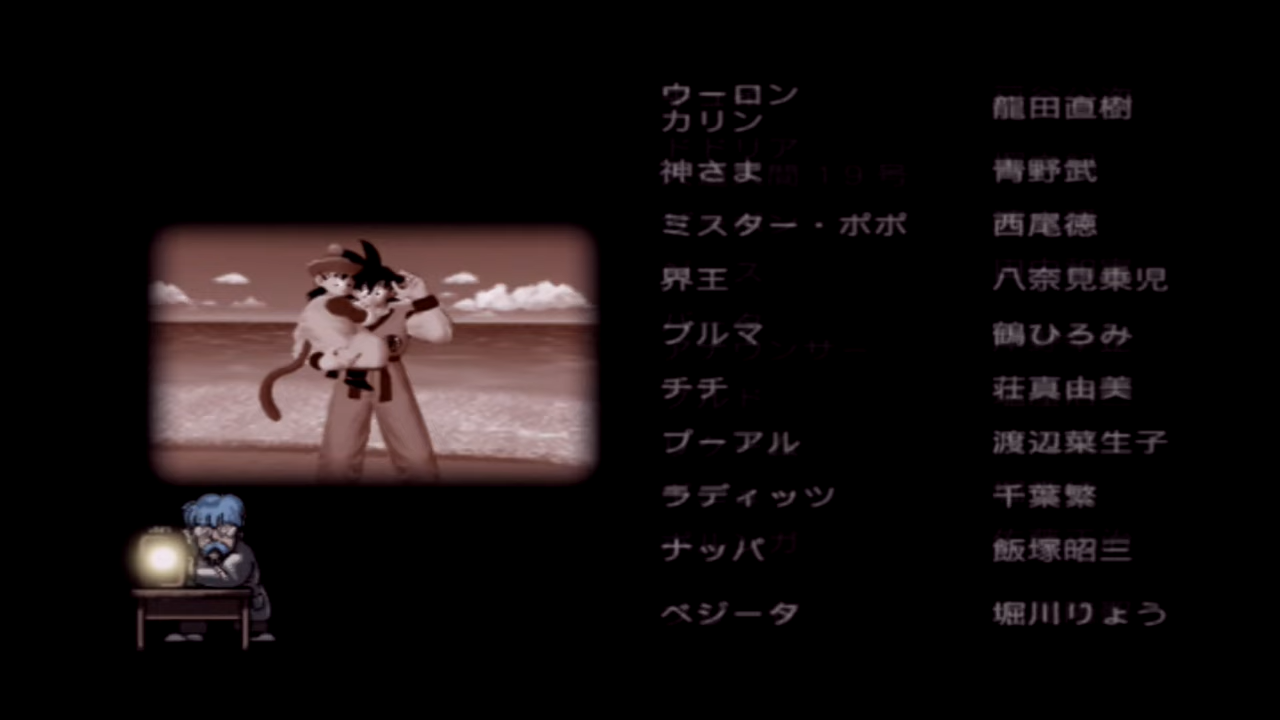 ウーロン
カリン
龍田直樹
神さま 青野武
ミスター・ポポ 西尾徳
界王 八奈見乗児
ブルマ 鶴ひろみ
チチ 荘真由美
プーアル 渡辺菜生子
ラディッツ 千葉繁
ナッパ 飯塚昭三
ベジータ 堀川りょう